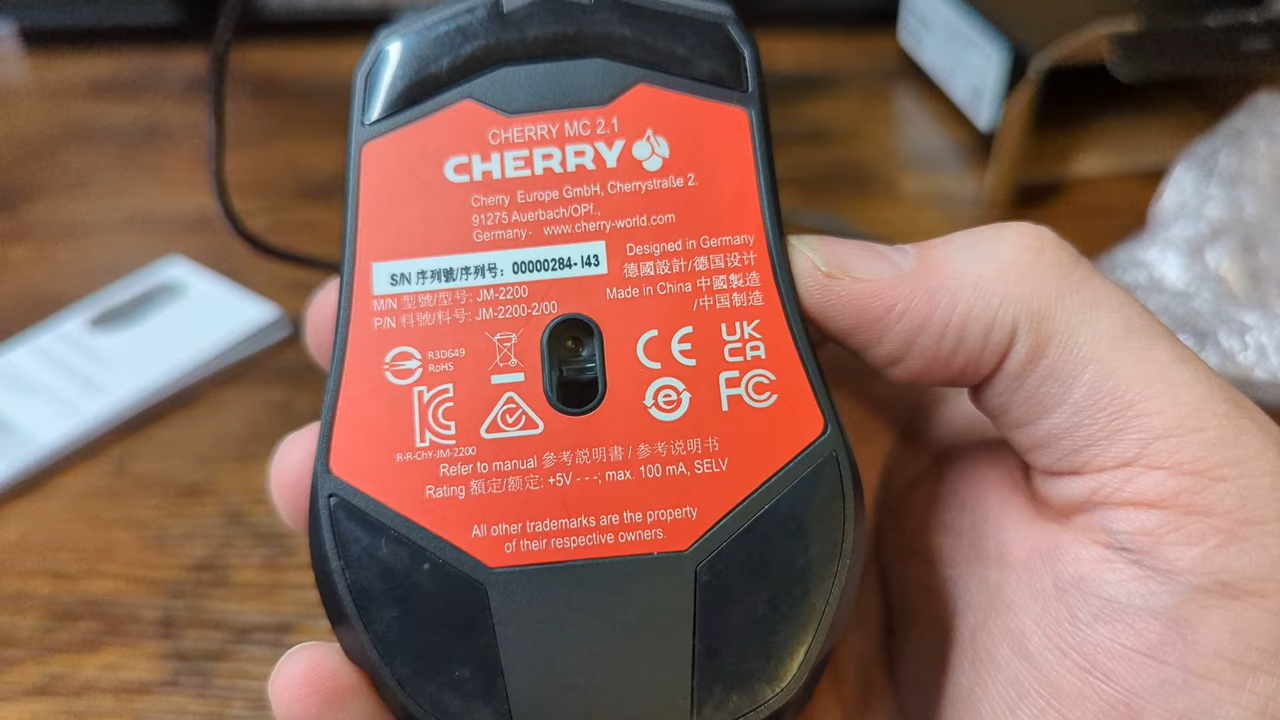 CHERRY MC 2.1
CHERRY
Cherry Europe GmbH, Cherrystraße 2.
91275 Auerbach/OPf.,
Germany- www.cherry-world.com
S/N 序列號/序列号: 00000284-I43
M/N 型號/型号: JM-2200
P/N 料號/料号: JM-2200-2/00
Designed in Germany
德國設計/德国设计
Made in China 中國製造
/中国制造
R3D649
RoHS
CE
UK
CA
e
FC
R-R-ChY-JM-2200
Refer to manual 參考說明書 / 参考说明书
Rating 額定/额定: +5V - - -; max. 100 mA, SELV
All other trademarks are the property
of their respective owners.